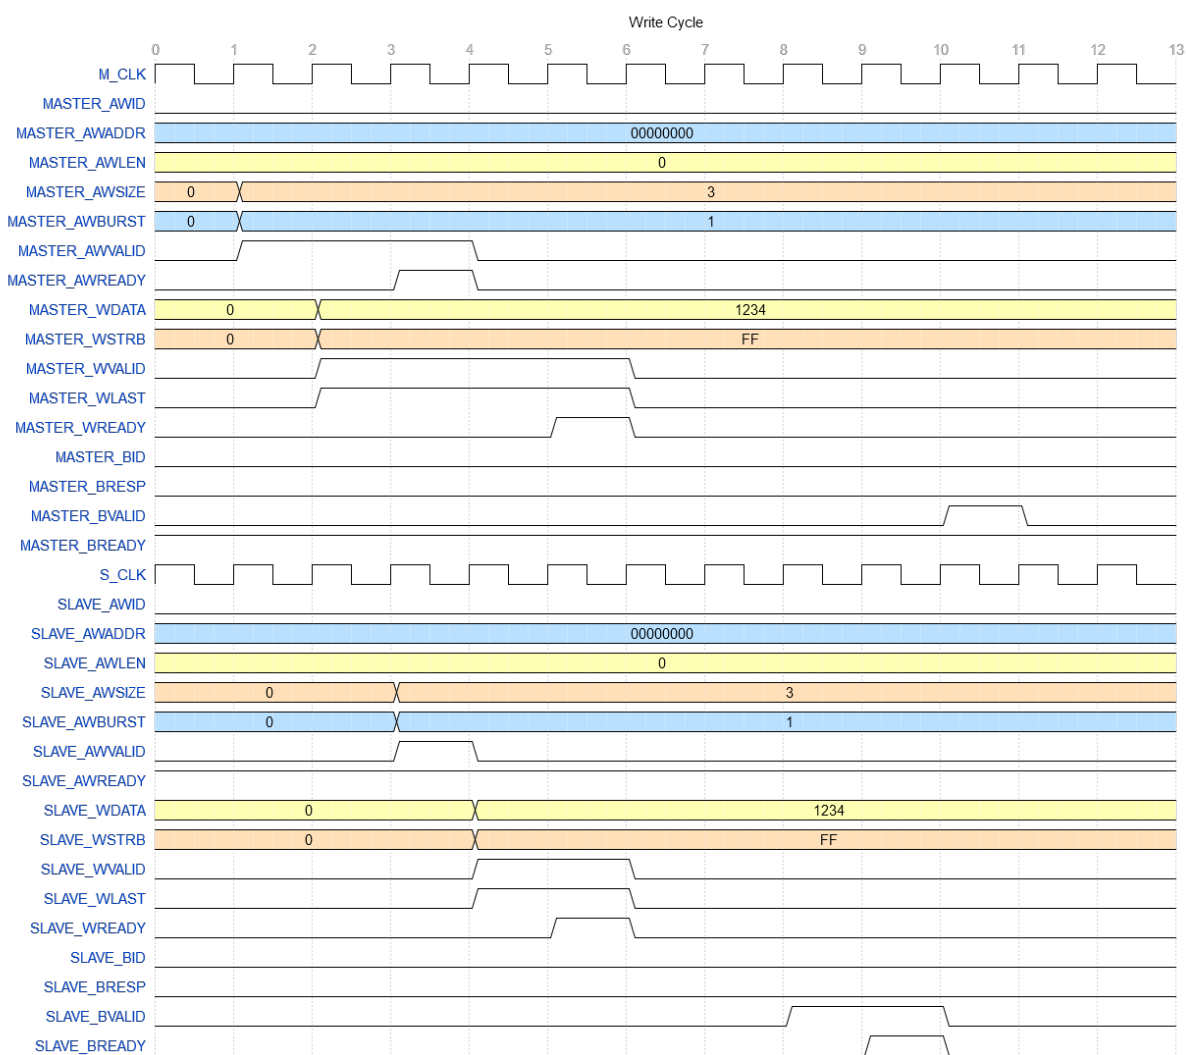 Write Cycle
0 1 2 3 4 5 6 7 8 9 10 11 12 13
M_CLK
MASTER_AWID
MASTER_AWADDR 00000000
MASTER_AWLEN 0
MASTER_AWSIZE 0 3
MASTER_AWBURST 0 1
MASTER_AWVALID
MASTER_AWREADY
MASTER_WDATA 0 1234
MASTER_WSTRB 0 FF
MASTER_WVALID
MASTER_WLAST
MASTER_WREADY
MASTER_BID
MASTER_BRESP
MASTER_BVALID
MASTER_BREADY
S_CLK
SLAVE_AWID
SLAVE_AWADDR 00000000
SLAVE_AWLEN 0
SLAVE_AWSIZE 0 3
SLAVE_AWBURST 0 1
SLAVE_AWVALID
SLAVE_AWREADY
SLAVE_WDATA 0 1234
SLAVE_WSTRB 0 FF
SLAVE_WVALID
SLAVE_WLAST
SLAVE_WREADY
SLAVE_BID
SLAVE_BRESP
SLAVE_BVALID
SLAVE_BREADY